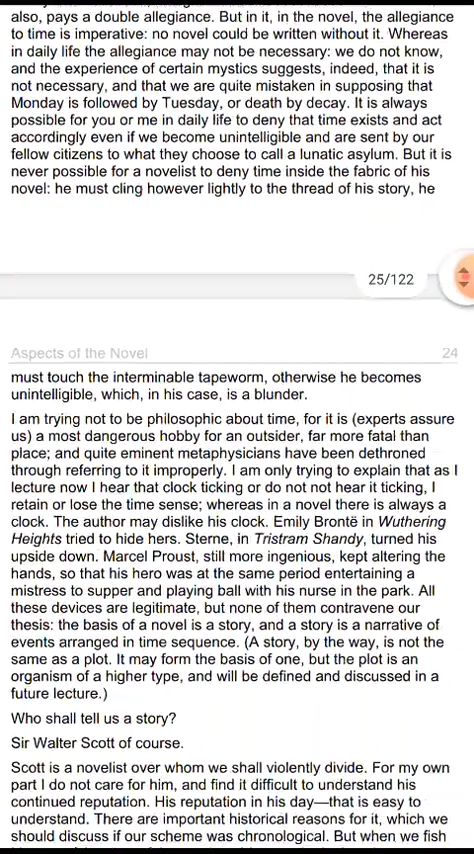 also, pays a double allegiance. But in it, in the novel, the allegiance
to time is imperative: no novel could be written without it. Whereas
in daily life the allegiance may not be necessary: we do not know,
and the experience of certain mystics suggests, indeed, that it is
not necessary, and that we are quite mistaken in supposing that
Monday is followed by Tuesday, or death by decay. It is always
possible for you or me in daily life to deny that time exists and act
accordingly even if we become unintelligible and are sent by our
fellow citizens to what they choose to call a lunatic asylum. But it is
never possible for a novelist to deny time inside the fabric of his
novel: he must cling however lightly to the thread of his story, he
25/122
Aspects of the Novel 24
must touch the interminable tapeworm, otherwise he becomes
unintelligible, which, in his case, is a blunder.
I am trying not to be philosophic about time, for it is (experts assure
us) a most dangerous hobby for an outsider, far more fatal than
place; and quite eminent metaphysicians have been dethroned
through referring to it improperly. I am only trying to explain that as I
lecture now I hear that clock ticking or do not not hear it ticking, I
retain or lose the time sense; whereas in a novel there is always a
clock. The author may dislike his clock. Emily Brontë in Wuthering
Heights tried to hide hers. Sterne, in Tristram Shandy, turned his
upside down. Marcel Proust, still more ingenious, kept altering the
hands, so that his hero was at the same period entertaining a
mistress to supper and playing ball with his nurse in the park. All
these devices are legitimate, but none of them contravene our
thesis: the basis of a novel is a story, and a story is a narrative of
events arranged in time sequence. (A story, by the way, is not the
same as a plot. It may form the basis of one, but the plot is an
organism of a higher type, and will be defined and discussed in a
future lecture.)
Who shall tell us a story?
Sir Walter Scott of course.
Scott is a novelist over whom we shall violently divide. For my own
part I do not care for him, and find it difficult to understand his
continued reputation. His reputation in his day—that is easy to
understand. There are important historical reasons for it, which we
should discuss if our scheme was chronological. But when we fish